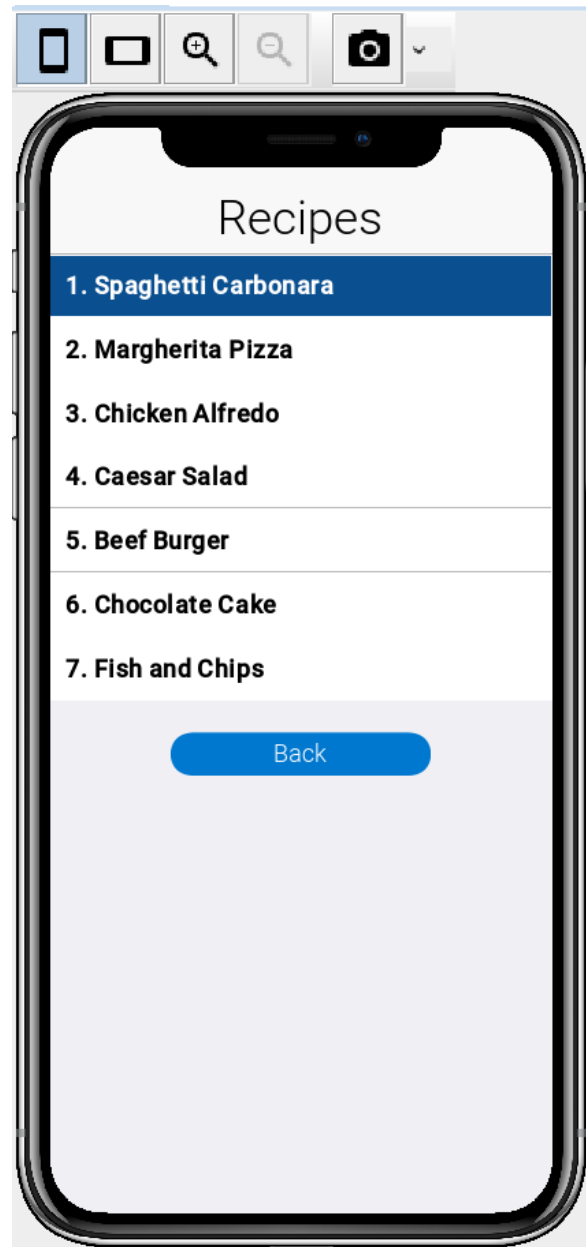 Recipes
1. Spaghetti Carbonara
2. Margherita Pizza
3. Chicken Alfredo
4. Caesar Salad
5. Beef Burger
6. Chocolate Cake
7. Fish and Chips
Back